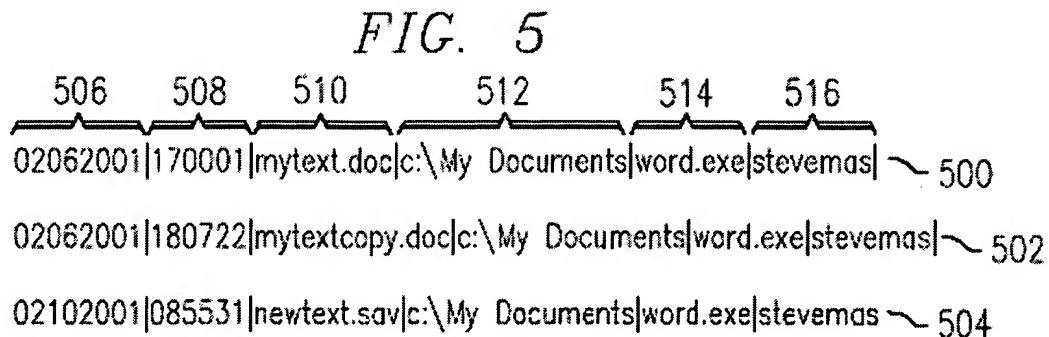 FIG. 5
506 508 510 512 514 516
02062001|170001|mytext.doc|c:\My Documents|word.exe|stevemas| 500
02062001|180722|mytextcopy.doc|c:\My Documents|word.exe|stevemas| 502
02102001|085531|newtext.sav|c:\My Documents|word.exe|stevemas 504